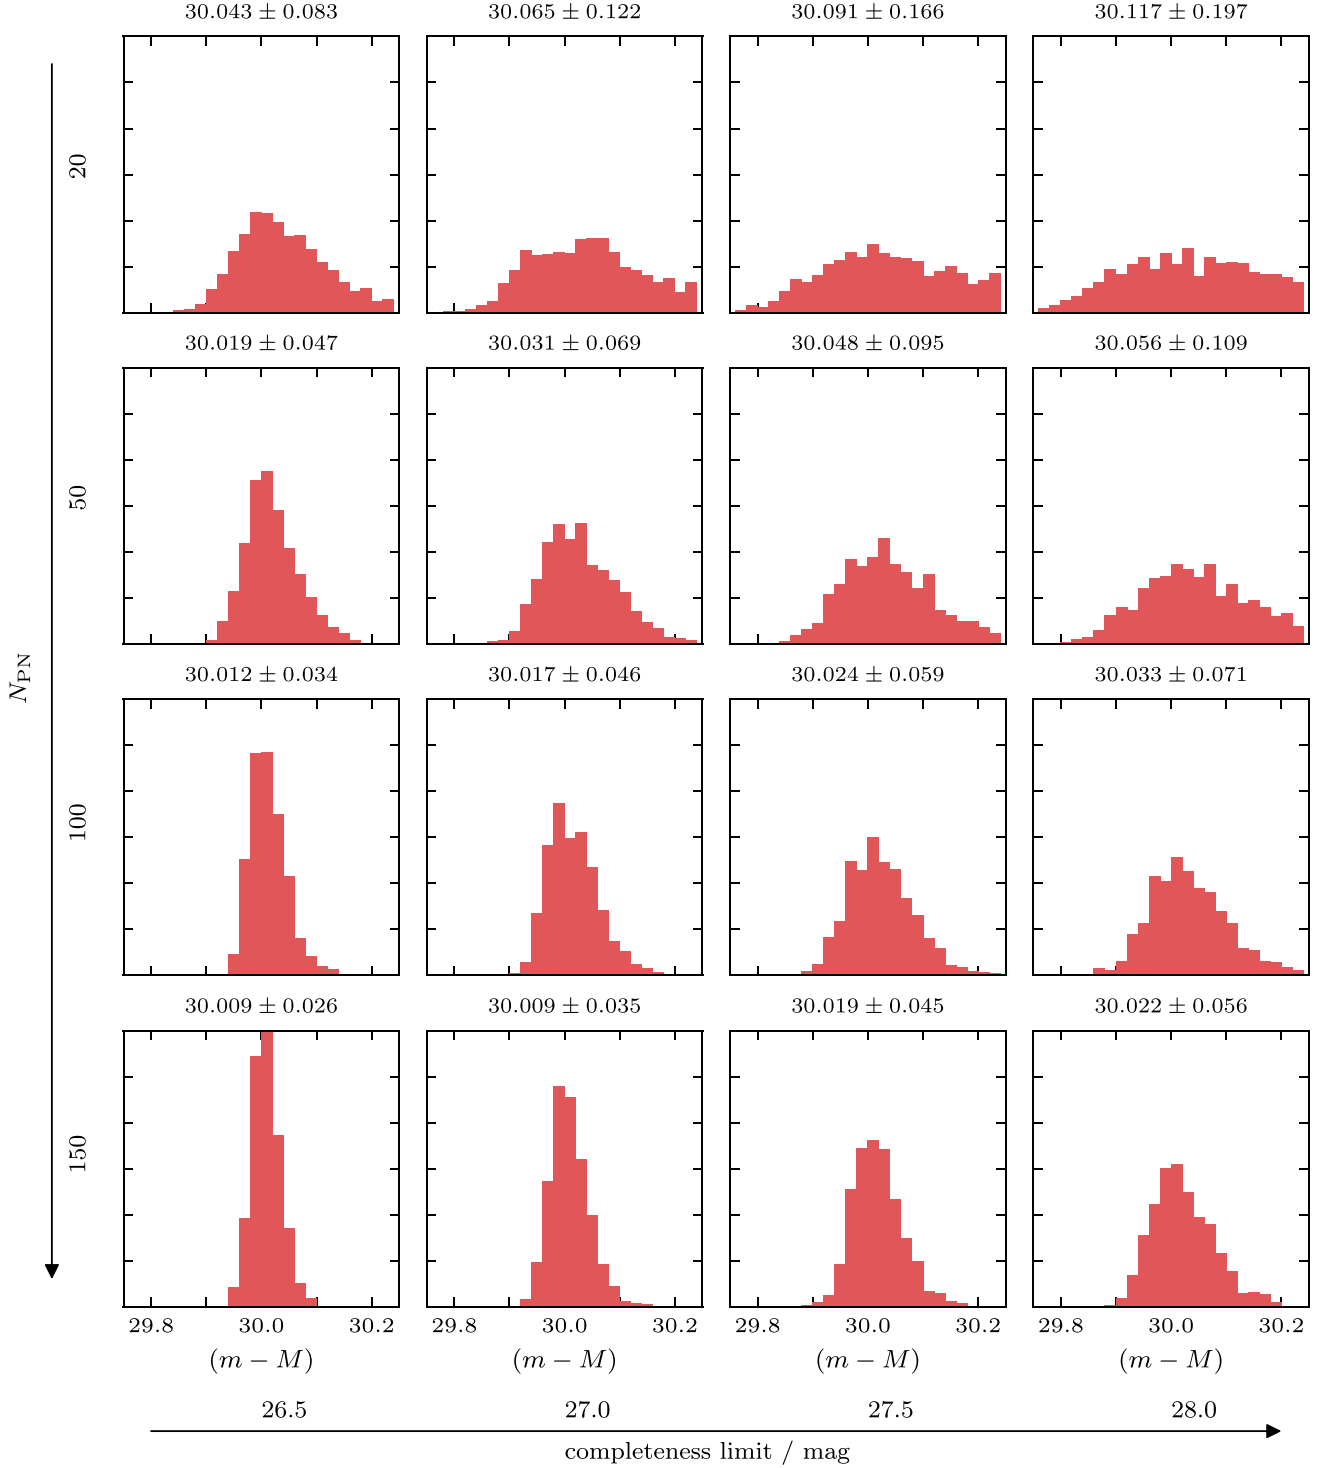 30.043 ± 0.083
30.065 ± 0.122
30.091 ± 0.166
30.117 ± 0.197
20
30.019 ± 0.047
30.031 ± 0.069
30.048 ± 0.095
30.056 ± 0.109
50
N_PN
30.012 ± 0.034
30.017 ± 0.046
30.024 ± 0.059
30.033 ± 0.071
100
30.009 ± 0.026
30.009 ± 0.035
30.019 ± 0.045
30.022 ± 0.056
150
29.8 30.0 30.2
29.8 30.0 30.2
29.8 30.0 30.2
29.8 30.0 30.2
(m − M)
(m − M)
(m − M)
(m − M)
26.5
27.0
27.5
28.0
completeness limit / mag